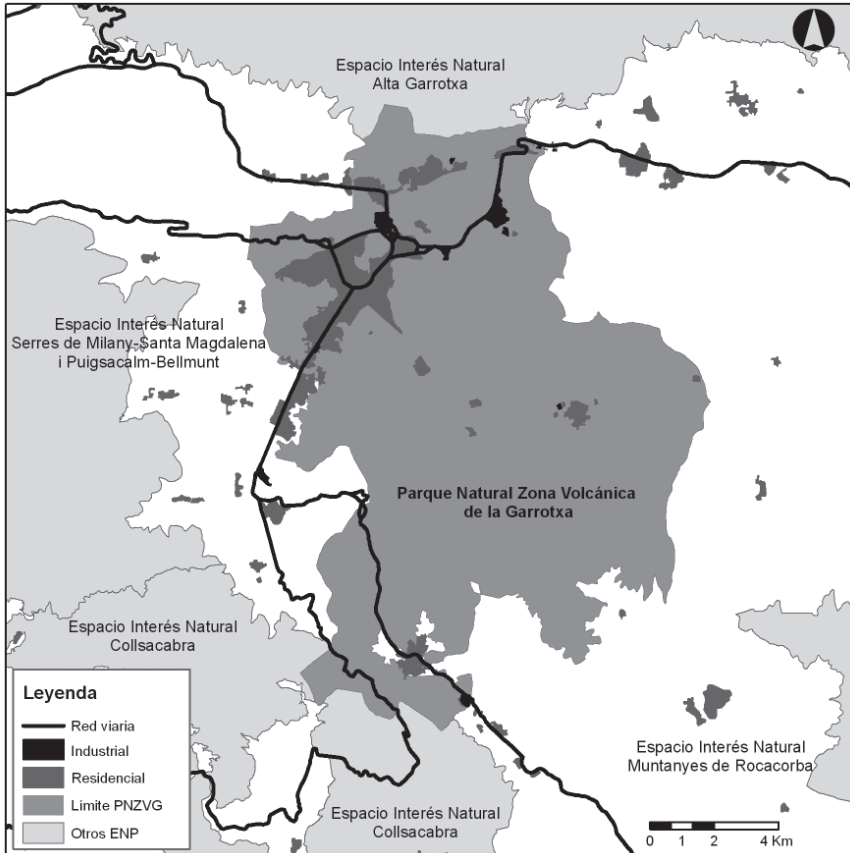 Espacio Interés Natural
Alta Garrotxa
Espacio Interés Natural
Serres de Milany-Santa Magdalena
i Puigsacalm-Bellmunt
Parque Natural Zona Volcánica
de la Garrotxa
Espacio Interés Natural
Collsacabra
Leyenda
Red viaria
Industrial
Residencial
Límite PNZVG
Otros ENP
Espacio Interés Natural
Muntanyes de Rocacorba
Espacio Interés Natural
Collsacabra
0 1 2 4 Km